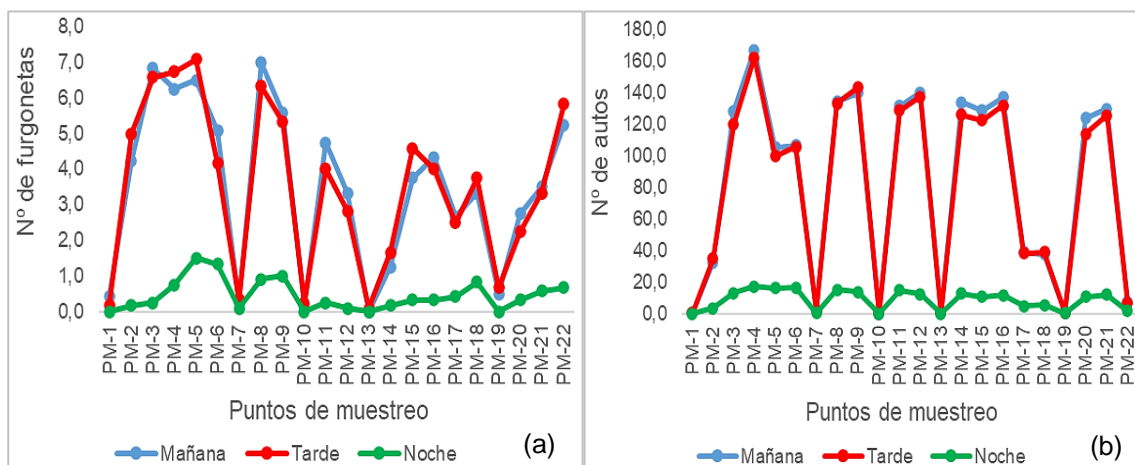 Nº de furgonetas
8,0
7,0
6,0
5,0
4,0
3,0
2,0
1,0
0,0
PM-1
PM-2
PM-3
PM-4
PM-5
PM-6
PM-7
PM-8
PM-9
PM-10
PM-11
PM-12
PM-13
PM-14
PM-15
PM-16
PM-17
PM-18
PM-19
PM-20
PM-21
PM-22
Puntos de muestreo
Mañana Tarde Noche (a)
Nº de autos
180,0
160,0
140,0
120,0
100,0
80,0
60,0
40,0
20,0
0,0
PM-1
PM-2
PM-3
PM-4
PM-5
PM-6
PM-7
PM-8
PM-9
PM-10
PM-11
PM-12
PM-13
PM-14
PM-15
PM-16
PM-17
PM-18
PM-19
PM-20
PM-21
PM-22
Puntos de muestreo
Mañana Tarde Noche (b)